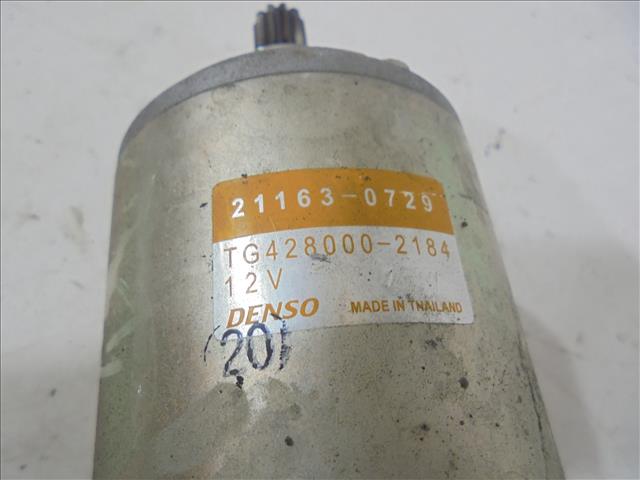 21163-0729
TG428000-2184
12V
DENSO MADE IN THAILAND
(20)